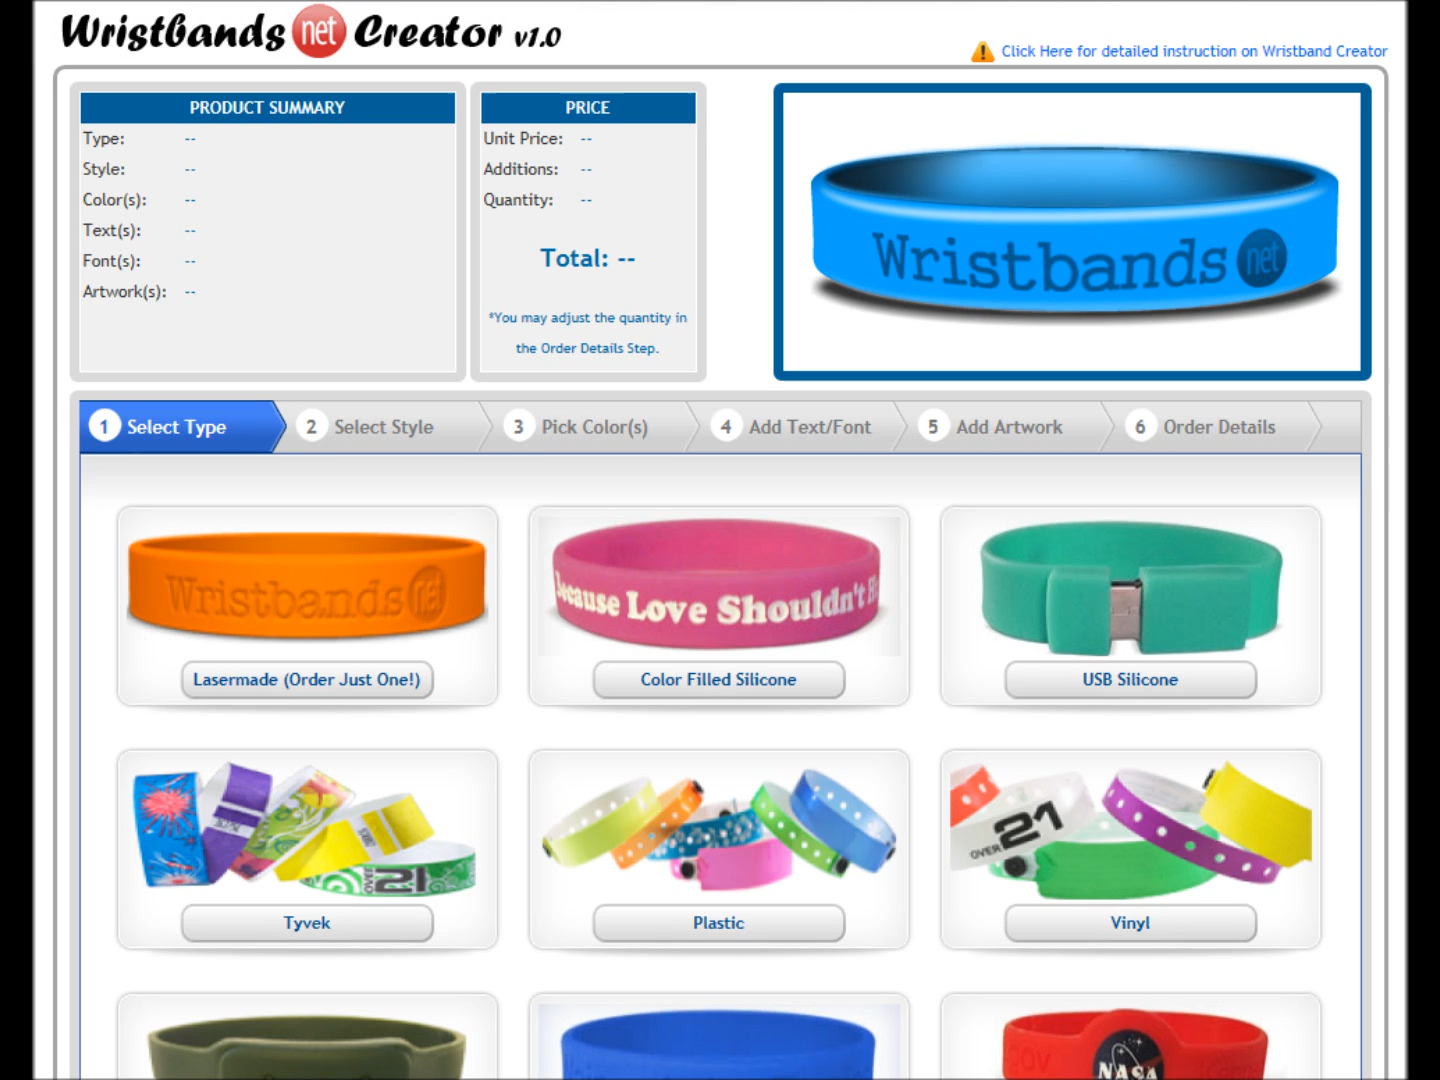 Wristbands net Creator v1.0
Click Here for detailed instruction on Wristband Creator
PRODUCT SUMMARY
Type: --
Style: --
Color(s): --
Text(s): --
Font(s): --
Artwork(s): --
PRICE
Unit Price: --
Additions: --
Quantity: --
Total: --
*You may adjust the quantity in
the Order Details Step.
Wristbands net
1 Select Type
2 Select Style
3 Pick Color(s)
4 Add Text/Font
5 Add Artwork
6 Order Details
Wristbands net
Because Love Shouldn't
Lasermade (Order Just One!)
Color Filled Silicone
USB Silicone
OVER 21
OVER 21
Tyvek
Plastic
Vinyl
NASA